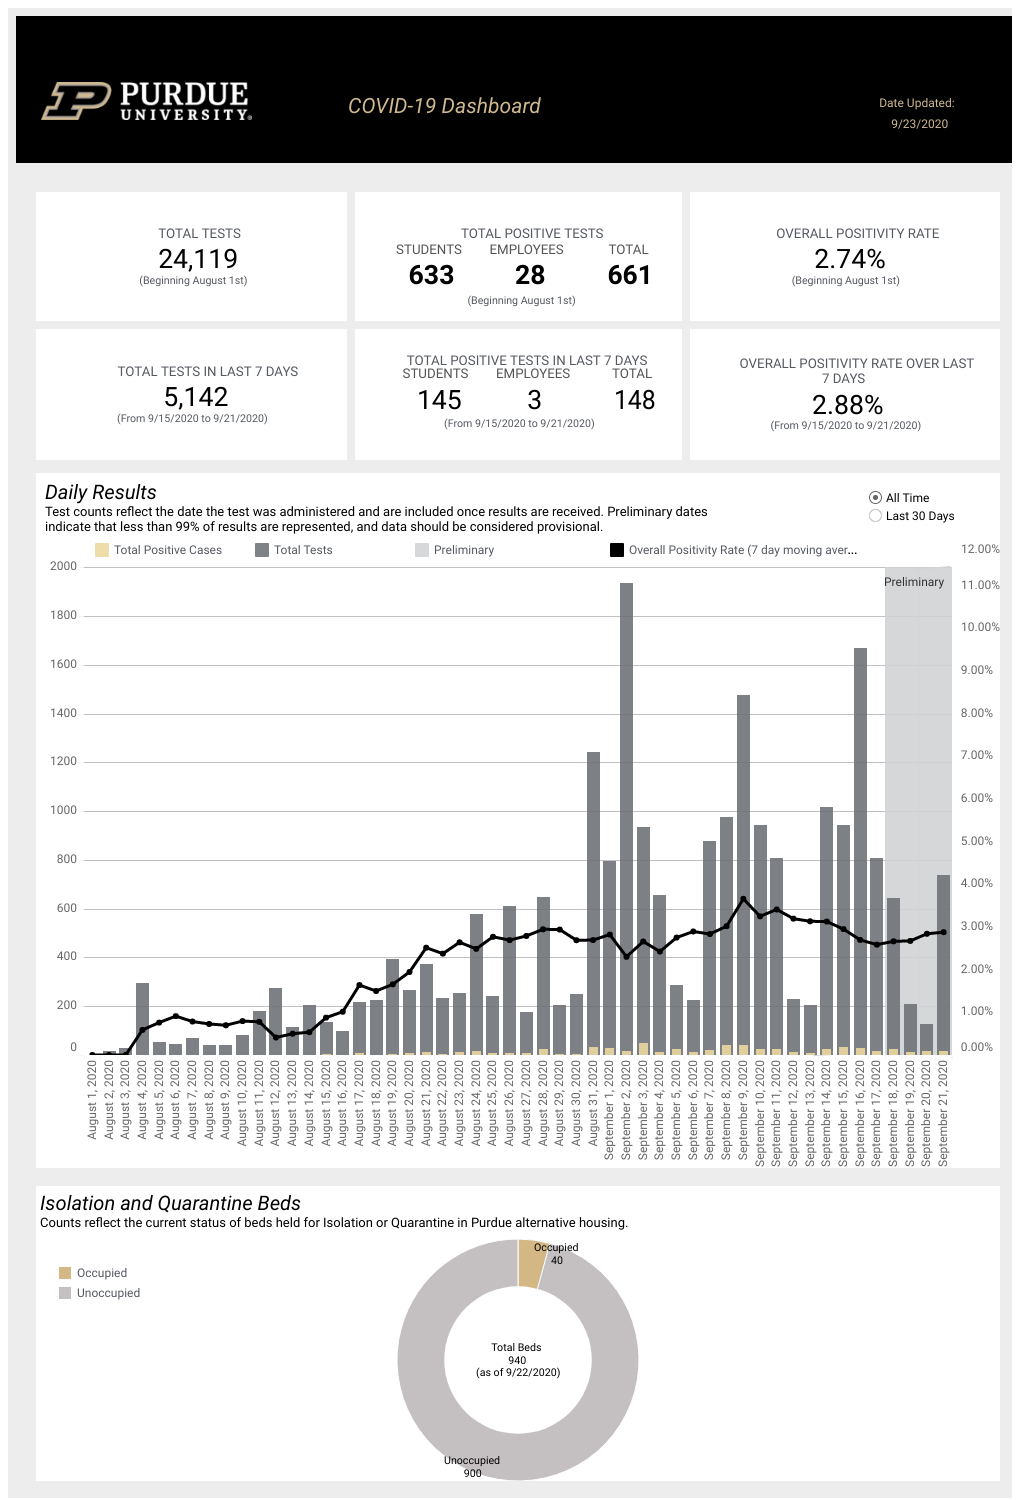 PURDUE
UNIVERSITY®
COVID-19 Dashboard
Date Updated:
9/23/2020
TOTAL TESTS
24,119
(Beginning August 1st)
TOTAL POSITIVE TESTS
STUDENTS EMPLOYEES TOTAL
633 28 661
(Beginning August 1st)
OVERALL POSITIVITY RATE
2.74%
(Beginning August 1st)
TOTAL TESTS IN LAST 7 DAYS
5,142
(From 9/15/2020 to 9/21/2020)
TOTAL POSITIVE TESTS IN LAST 7 DAYS
STUDENTS EMPLOYEES TOTAL
145 3 148
(From 9/15/2020 to 9/21/2020)
OVERALL POSITIVITY RATE OVER LAST
7 DAYS
2.88%
(From 9/15/2020 to 9/21/2020)
Daily Results
Test counts reflect the date the test was administered and are included once results are received. Preliminary dates
indicate that less than 99% of results are represented, and data should be considered provisional.
All Time
Last 30 Days
Total Positive Cases Total Tests Preliminary Overall Positivity Rate (7 day moving aver...
2000
1800
1600
1400
1200
1000
800
600
400
200
0
Preliminary
12.00%
11.00%
10.00%
9.00%
8.00%
7.00%
6.00%
5.00%
4.00%
3.00%
2.00%
1.00%
0.00%
August 1, 2020
August 2, 2020
August 3, 2020
August 4, 2020
August 5, 2020
August 6, 2020
August 7, 2020
August 8, 2020
August 9, 2020
August 10, 2020
August 11, 2020
August 12, 2020
August 13, 2020
August 14, 2020
August 15, 2020
August 16, 2020
August 17, 2020
August 18, 2020
August 19, 2020
August 20, 2020
August 21, 2020
August 22, 2020
August 23, 2020
August 24, 2020
August 25, 2020
August 26, 2020
August 27, 2020
August 28, 2020
August 29, 2020
August 30, 2020
August 31, 2020
September 1, 2020
September 2, 2020
September 3, 2020
September 4, 2020
September 5, 2020
September 6, 2020
September 7, 2020
September 8, 2020
September 9, 2020
September 10, 2020
September 11, 2020
September 12, 2020
September 13, 2020
September 14, 2020
September 15, 2020
September 16, 2020
September 17, 2020
September 18, 2020
September 19, 2020
September 20, 2020
September 21, 2020
Isolation and Quarantine Beds
Counts reflect the current status of beds held for Isolation or Quarantine in Purdue alternative housing.
Occupied
Unoccupied
Occupied
40
Total Beds
940
(as of 9/22/2020)
Unoccupied
900